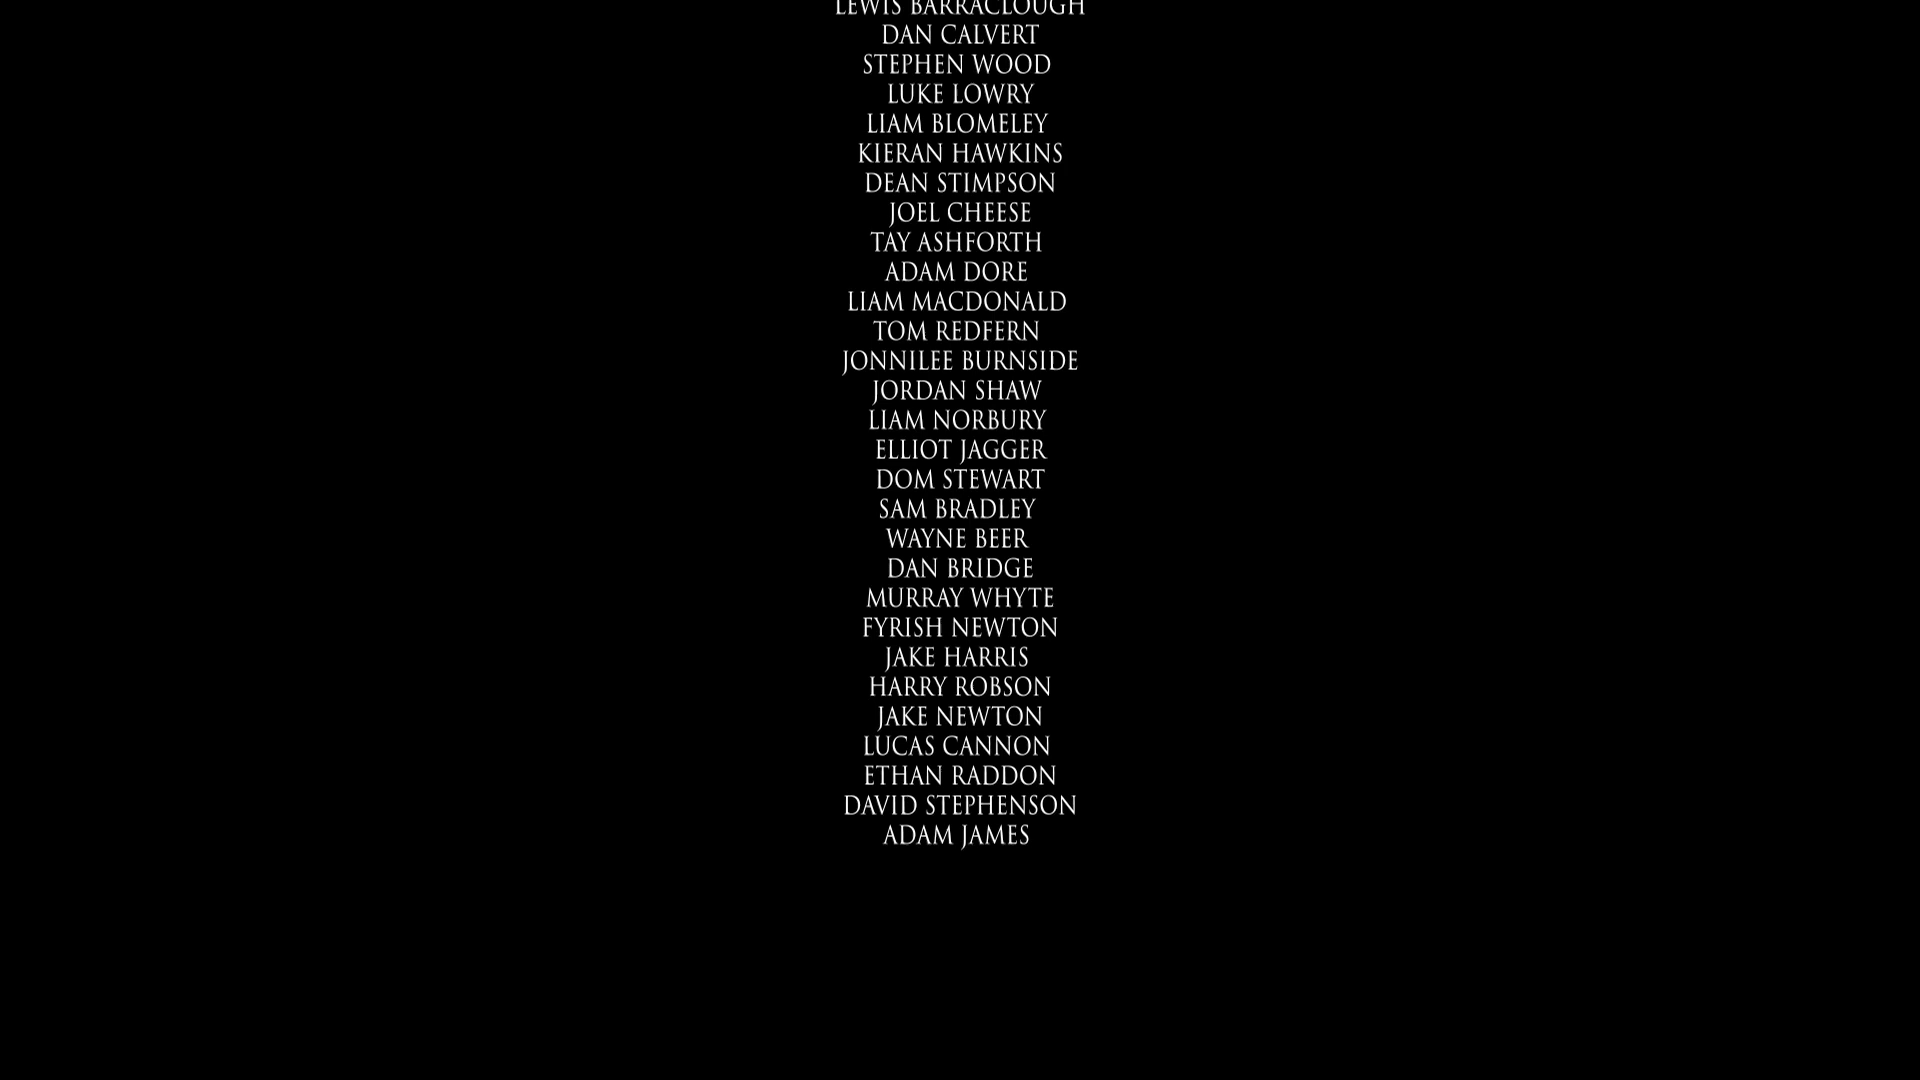 LEWIS BARRACLOUGH
DAN CALVERT
STEPHEN WOOD
LUKE LOWRY
LIAM BLOMELEY
KIERAN HAWKINS
DEAN STIMPSON
JOEL CHEESE
TAY ASHFORTH
ADAM DORE
LIAM MACDONALD
TOM REDFERN
JONNILEE BURNSIDE
JORDAN SHAW
LIAM NORBURY
ELLIOT JAGGER
DOM STEWART
SAM BRADLEY
WAYNE BEER
DAN BRIDGE
MURRAY WHYTE
FYRISH NEWTON
JAKE HARRIS
HARRY ROBSON
JAKE NEWTON
LUCAS CANNON
ETHAN RADDON
DAVID STEPHENSON
ADAM JAMES